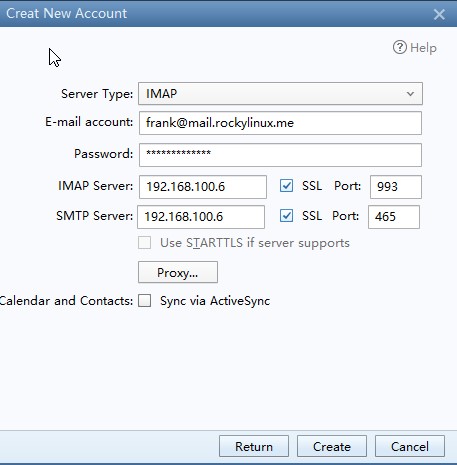 Creat New Account
Help
Server Type: IMAP
E-mail account: frank@mail.rockylinux.me
Password: *************
IMAP Server: 192.168.100.6 SSL Port: 993
SMTP Server: 192.168.100.6 SSL Port: 465
Use STARTTLS if server supports
Proxy...
Calendar and Contacts: Sync via ActiveSync
Return Create Cancel